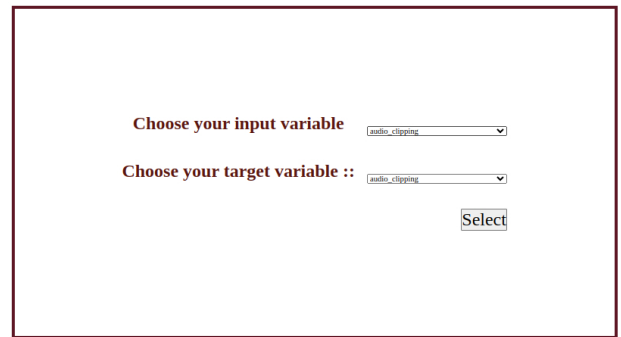 Choose your input variable
audio_clipping
Choose your target variable ::
audio_clipping
Select